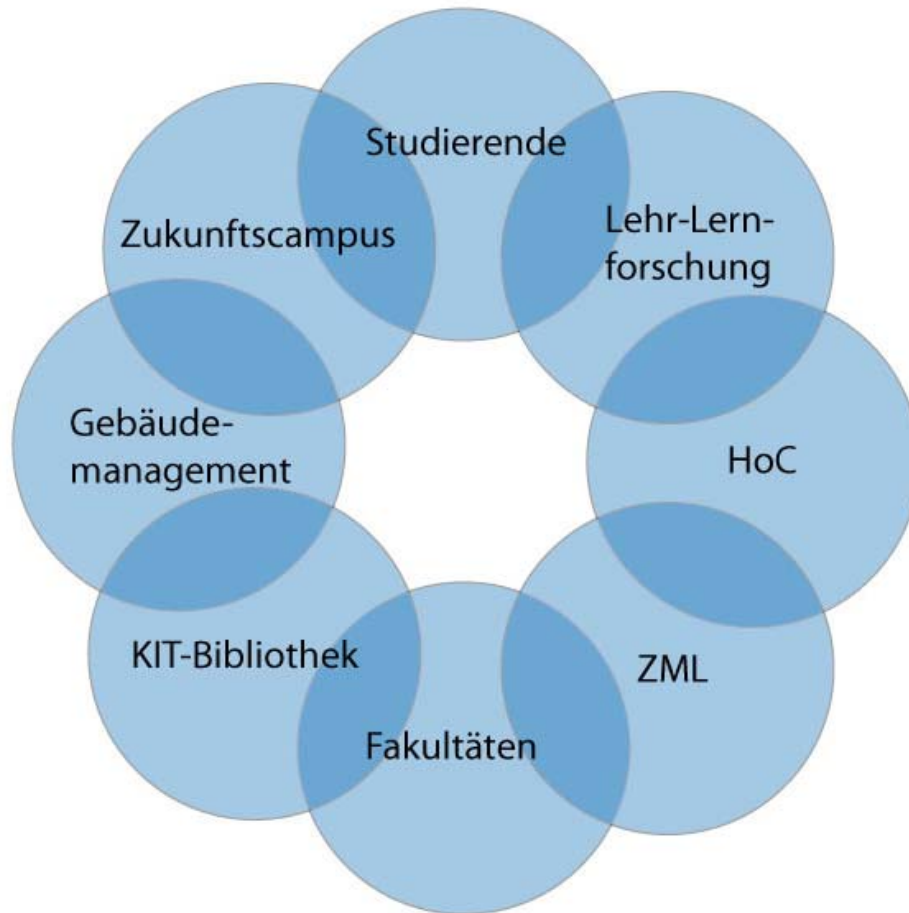 Studierende
Lehr-Lern-
forschung
HoC
ZML
Fakultäten
KIT-Bibliothek
Gebäude-
management
Zukunftscampus